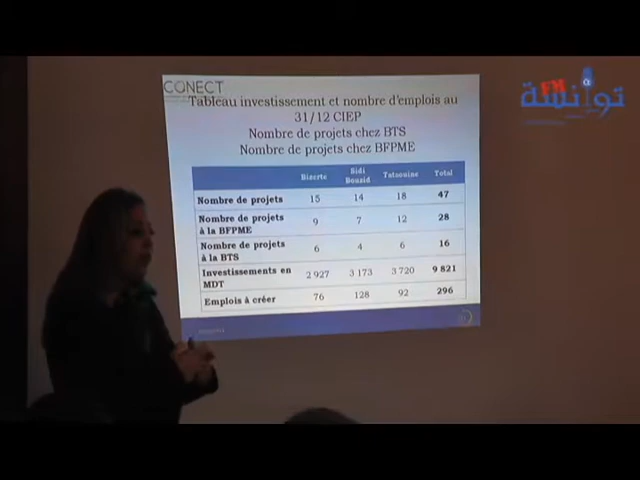 CONECT
توانسة
FM
Tableau investissement et nombre d'emplois au
31/12 CIEP
Nombre de projets chez BTS
Nombre de projets chez BFPME
Bizerte Sidi Bouzid Tataouine Total
Nombre de projets 15 14 18 47
Nombre de projets à la BFPME 9 7 12 28
Nombre de projets à la BTS 6 4 6 16
Investissements en MDT 2 927 3 173 3 720 9 821
Emplois à créer 76 128 92 296